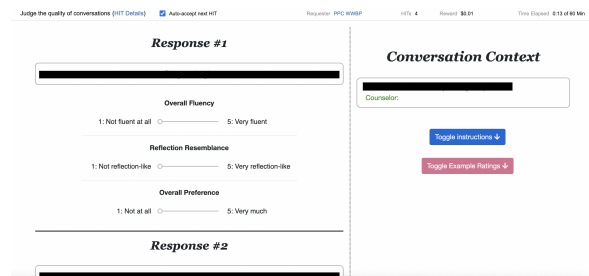 Judge the quality of conversations (HIT Details) Auto-accept next HIT Requester PPC WWBP HITs 4 Reward $0.01 Time Elapsed 0:13 of 60 Min
Response #1
Overall Fluency
1: Not fluent at all 5: Very fluent
Reflection Resemblance
1: Not reflection-like 5: Very reflection-like
Overall Preference
1: Not at all 5: Very much
Response #2
Conversation Context
Counselor:
Toggle instructions ↓
Toggle Example Ratings ↓